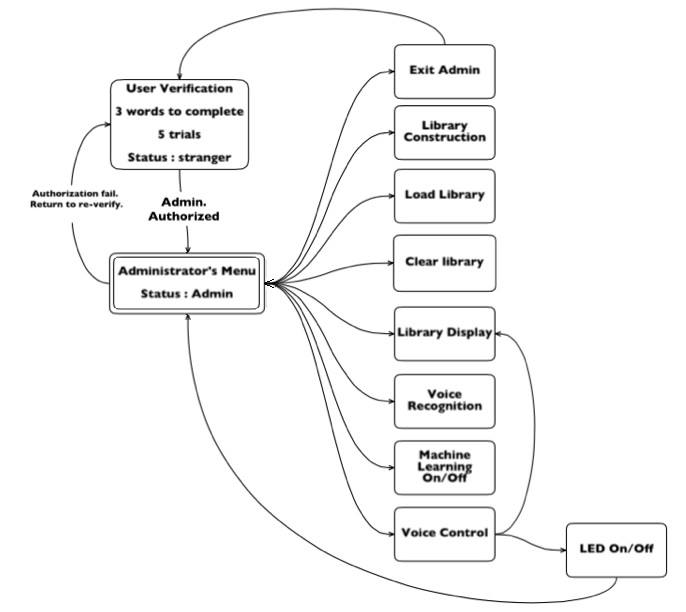 User Verification
3 words to complete
5 trials
Status : stranger
Authorization fail.
Return to re-verify.
Admin.
Authorized
Administrator's Menu
Status : Admin
Exit Admin
Library
Construction
Load Library
Clear library
Library Display
Voice
Recognition
Machine
Learning
On/Off
Voice Control
LED On/Off